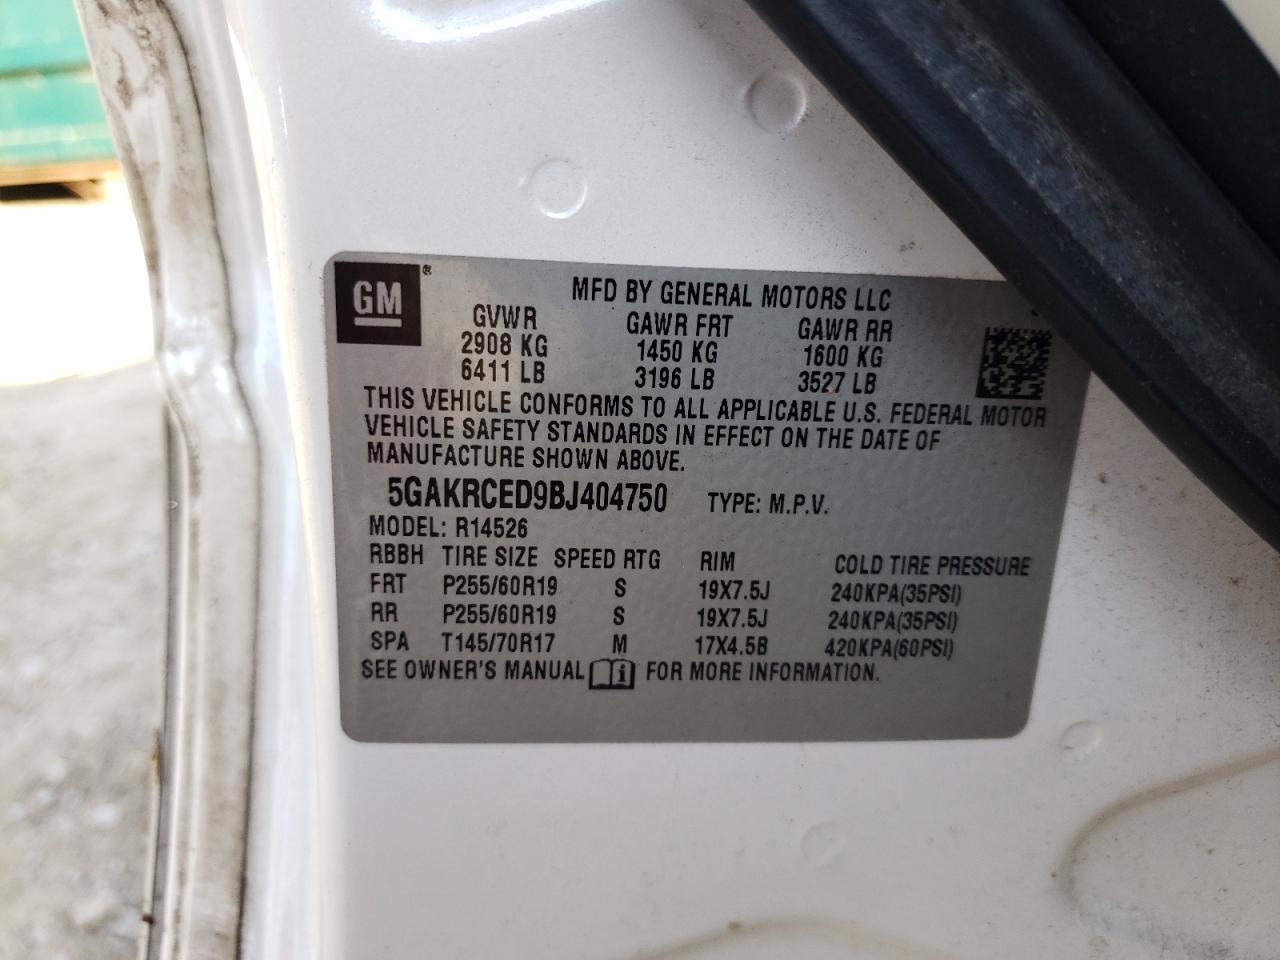 GM®
MFD BY GENERAL MOTORS LLC
GVWR GAWR FRT GAWR RR
2908 KG 1450 KG 1600 KG
6411 LB 3196 LB 3527 LB
THIS VEHICLE CONFORMS TO ALL APPLICABLE U.S. FEDERAL MOTOR
VEHICLE SAFETY STANDARDS IN EFFECT ON THE DATE OF
MANUFACTURE SHOWN ABOVE.
5GAKRCED9BJ404750 TYPE: M.P.V.
MODEL: R14526
RBBH TIRE SIZE SPEED RTG RIM COLD TIRE PRESSURE
FRT P255/60R19 S 19X7.5J 240KPA(35PSI)
RR P255/60R19 S 19X7.5J 240KPA(35PSI)
SPA T145/70R17 M 17X4.5B 420KPA(60PSI)
SEE OWNER'S MANUAL i FOR MORE INFORMATION.